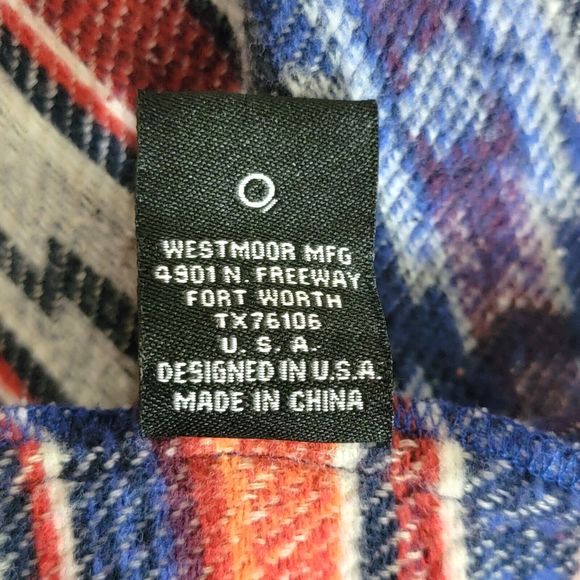 Q
WESTMOOR MFG
4901 N. FREEWAY
FORT WORTH
TX76106
U. S. A.
DESIGNED IN U.S.A.
MADE IN CHINA